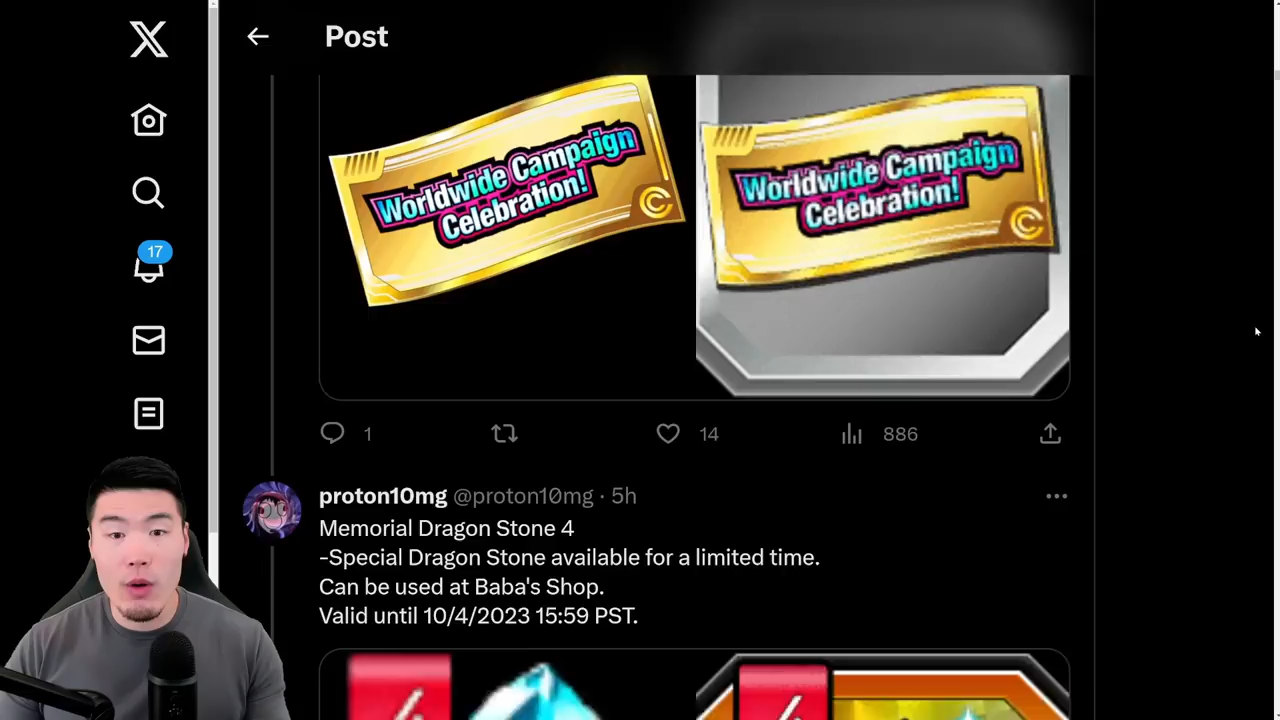 Post
Worldwide Campaign
Celebration!
Worldwide Campaign
Celebration!
17
1
14
886
proton10mg @proton10mg · 5h
Memorial Dragon Stone 4
-Special Dragon Stone available for a limited time.
Can be used at Baba's Shop.
Valid until 10/4/2023 15:59 PST.